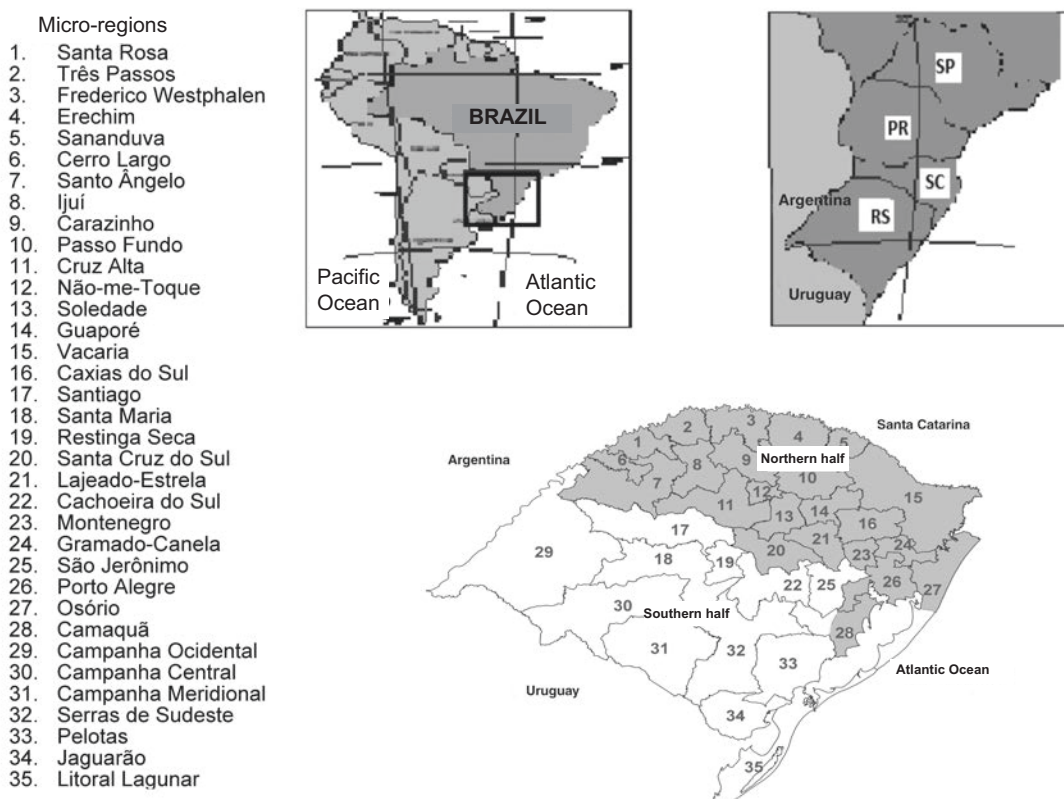 Micro-regions
1. Santa Rosa
2. Três Passos
3. Frederico Westphalen
4. Erechim
5. Sananduva
6. Cerro Largo
7. Santo Ângelo
8. Ijuí
9. Carazinho
10. Passo Fundo
11. Cruz Alta
12. Não-me-Toque
13. Soledade
14. Guaporé
15. Vacaria
16. Caxias do Sul
17. Santiago
18. Santa Maria
19. Restinga Seca
20. Santa Cruz do Sul
21. Lajeado-Estrela
22. Cachoeira do Sul
23. Montenegro
24. Gramado-Canela
25. São Jerônimo
26. Porto Alegre
27. Osório
28. Camaquã
29. Campanha Ocidental
30. Campanha Central
31. Campanha Meridional
32. Serras de Sudeste
33. Pelotas
34. Jaguarão
35. Litoral Lagunar
BRAZIL
Pacific
Ocean
Atlantic
Ocean
SP
PR
SC
Argentina
RS
Uruguay
Santa Catarina
Argentina
Northern half
Southern half
Uruguay
Atlantic Ocean
1
2
3
4
5
6
7
8
9
10
11
12
13
14
15
16
17
18
19
20
21
22
23
24
25
26
27
28
29
30
31
32
33
34
35